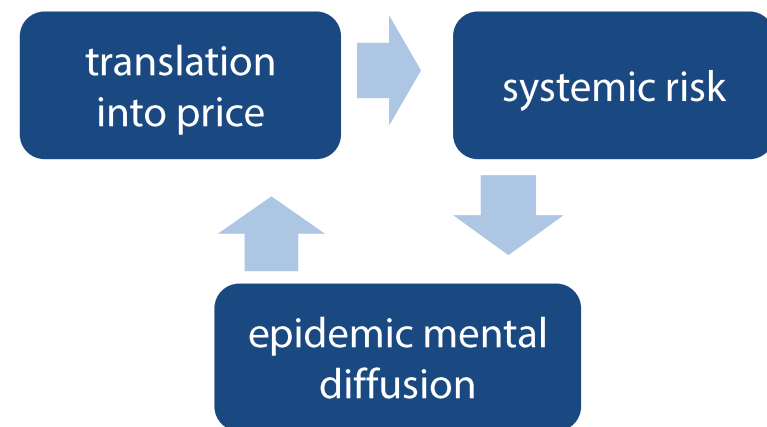 translation
into price
systemic risk
epidemic mental
diffusion